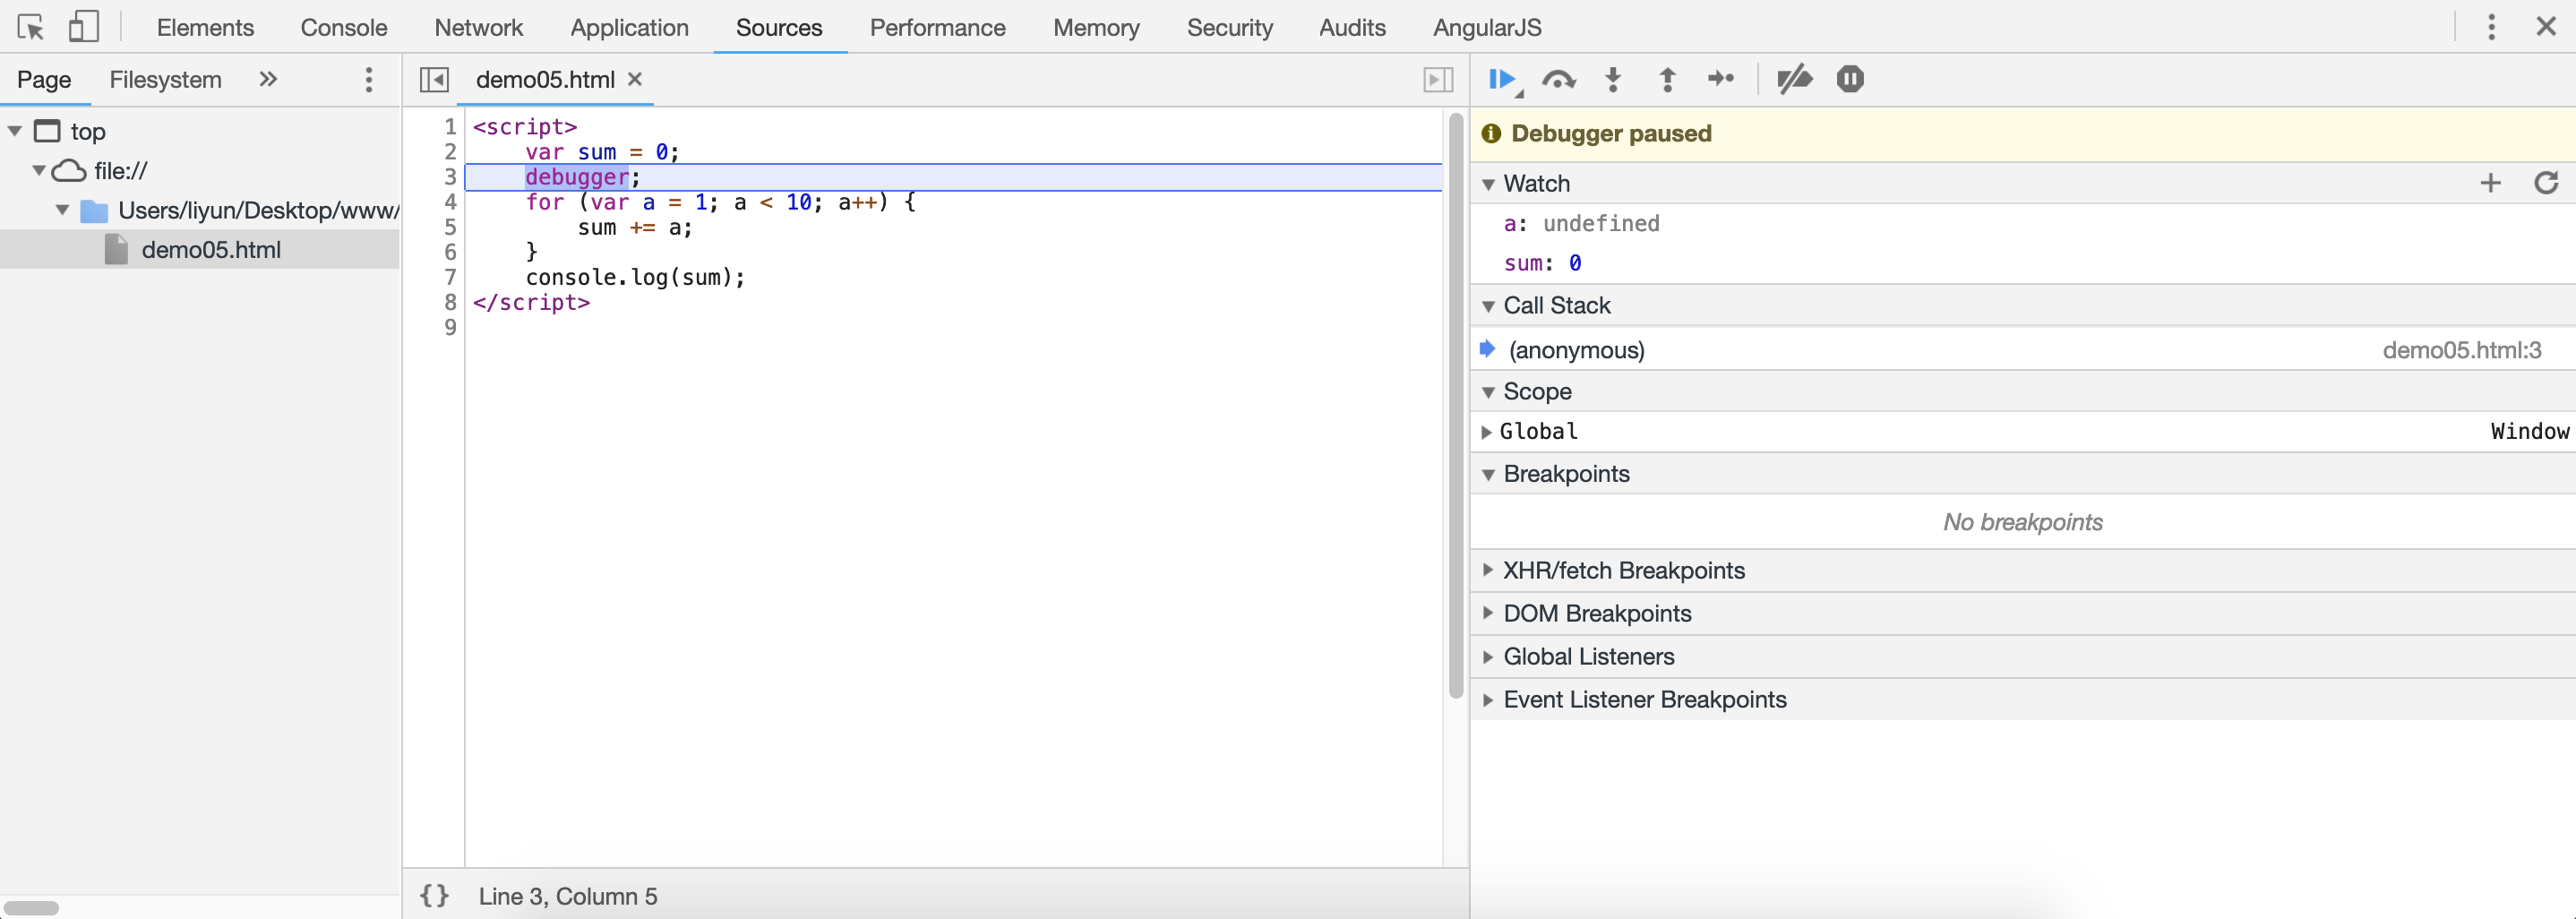 Elements Console Network Application Sources Performance Memory Security Audits AngularJS
Page Filesystem »
top
file://
Users/liyun/Desktop/www/
demo05.html
demo05.html ×
1 <script>
2 var sum = 0;
3 debugger;
4 for (var a = 1; a < 10; a++) {
5 sum += a;
6 }
7 console.log(sum);
8 </script>
9
{} Line 3, Column 5
Debugger paused
Watch
a: undefined
sum: 0
Call Stack
(anonymous) demo05.html:3
Scope
Global Window
Breakpoints
No breakpoints
XHR/fetch Breakpoints
DOM Breakpoints
Global Listeners
Event Listener Breakpoints